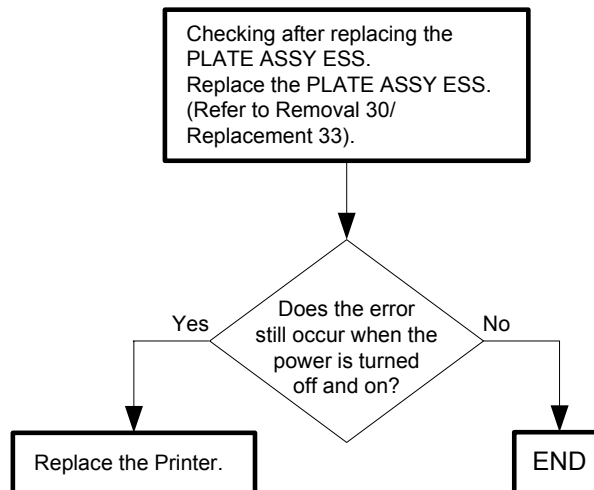 Checking after replacing the
PLATE ASSY ESS.
Replace the PLATE ASSY ESS.
(Refer to Removal 30/
Replacement 33).
Does the error
still occur when the
power is turned
off and on?
Yes
No
Replace the Printer.
END